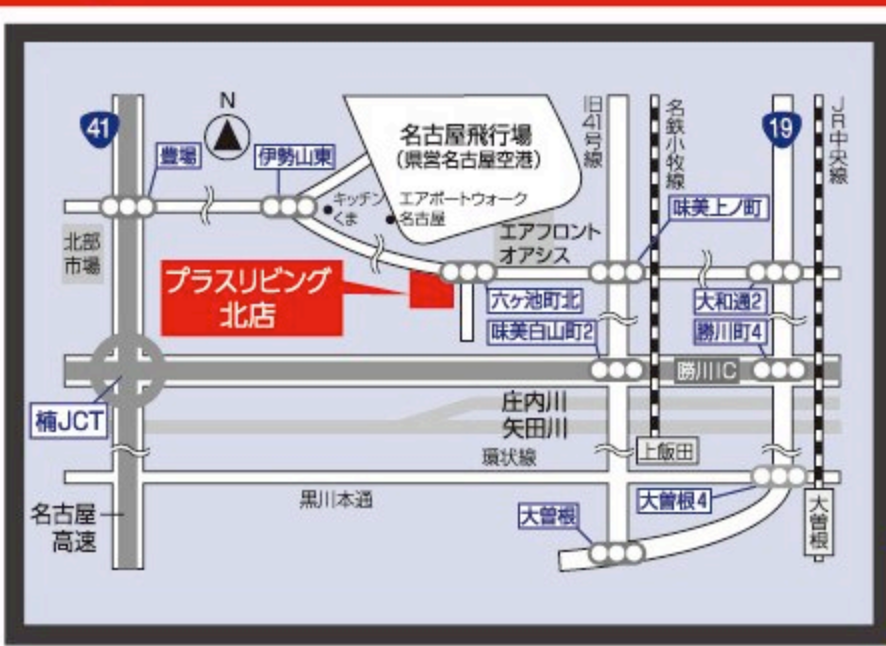 41
N
豊場
伊勢山東
名古屋飛行場
（県営名古屋空港）
旧41号線
名鉄小牧線
19
JR中央線
キッチン
くま
エアポートウォーク
名古屋
味美上ノ町
北部
市場
エアフロント
オアシス
プラスリビング
北店
六ヶ池町北
大和通2
味美白山町2
勝川町4
勝川IC
楠JCT
庄内川
矢田川
環状線
上飯田
黒川本通
大曽根4
大曽根
大曽根
名古屋
高速